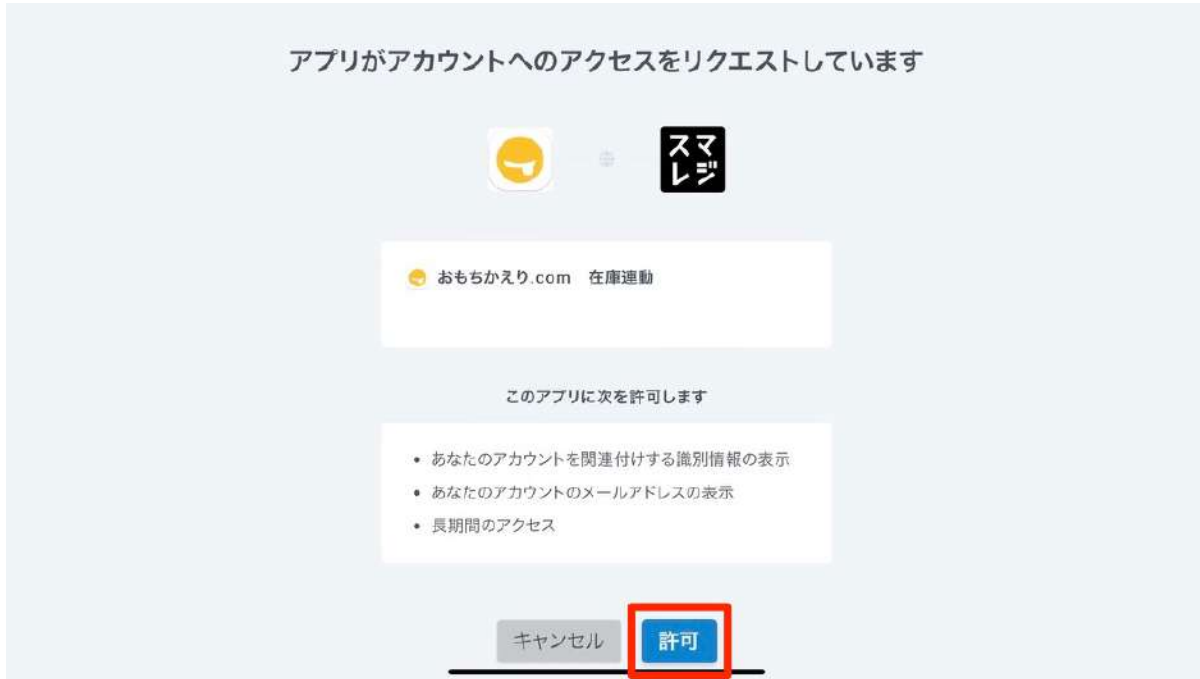 アプリがアカウントへのアクセスをリクエストしています
スマレジ
おもちかえり.com 在庫連動
このアプリに次を許可します
• あなたのアカウントを関連付けする識別情報の表示
• あなたのアカウントのメールアドレスの表示
• 長期間のアクセス
キャンセル
許可